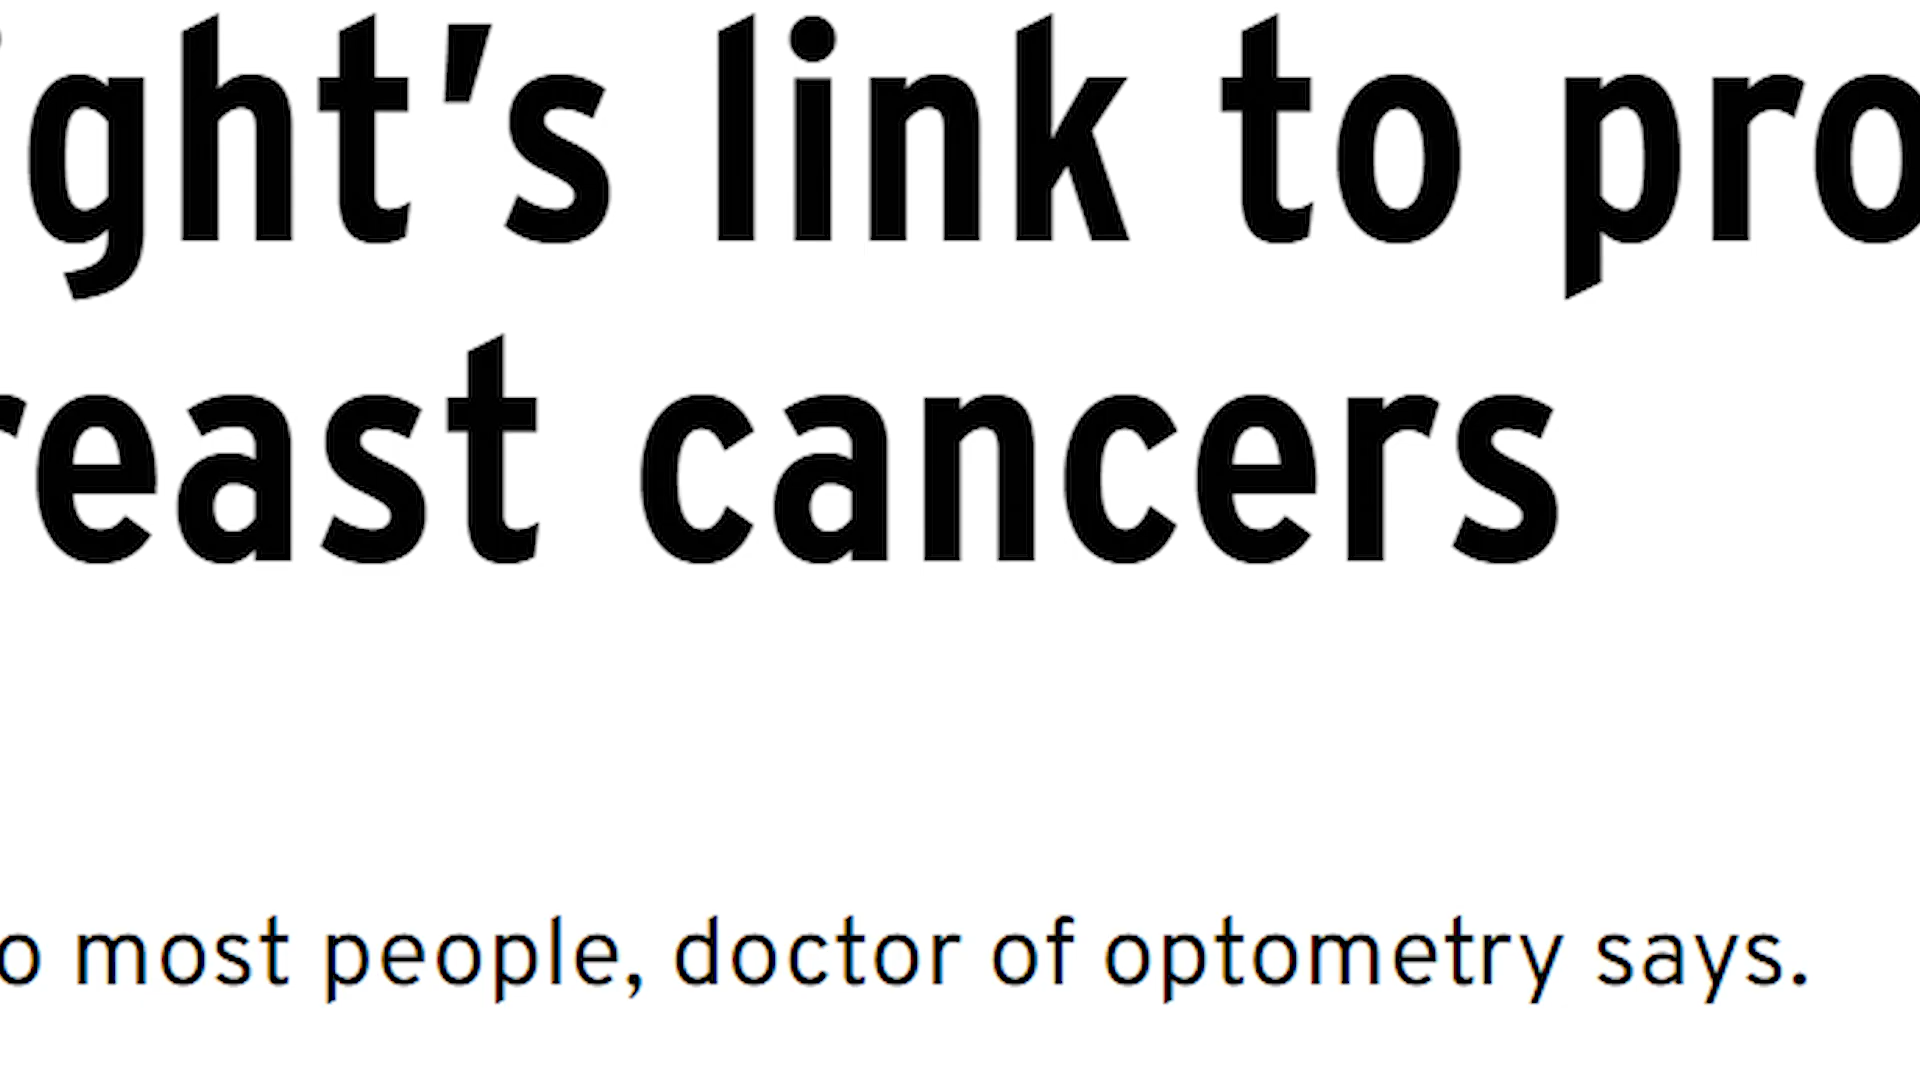 ght's link to pro
reast cancers
o most people, doctor of optometry says.